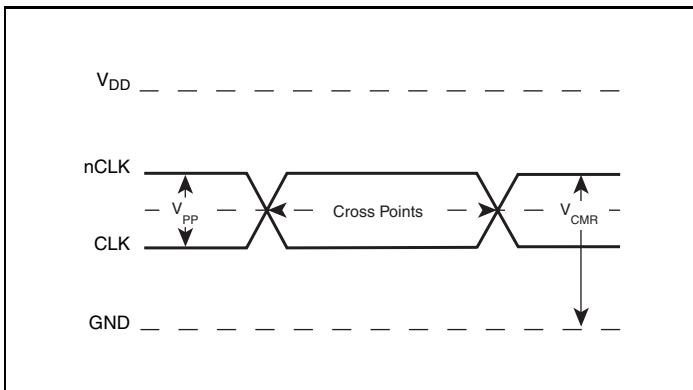 VDD
nCLK
VPP
Cross Points
VCMR
CLK
GND